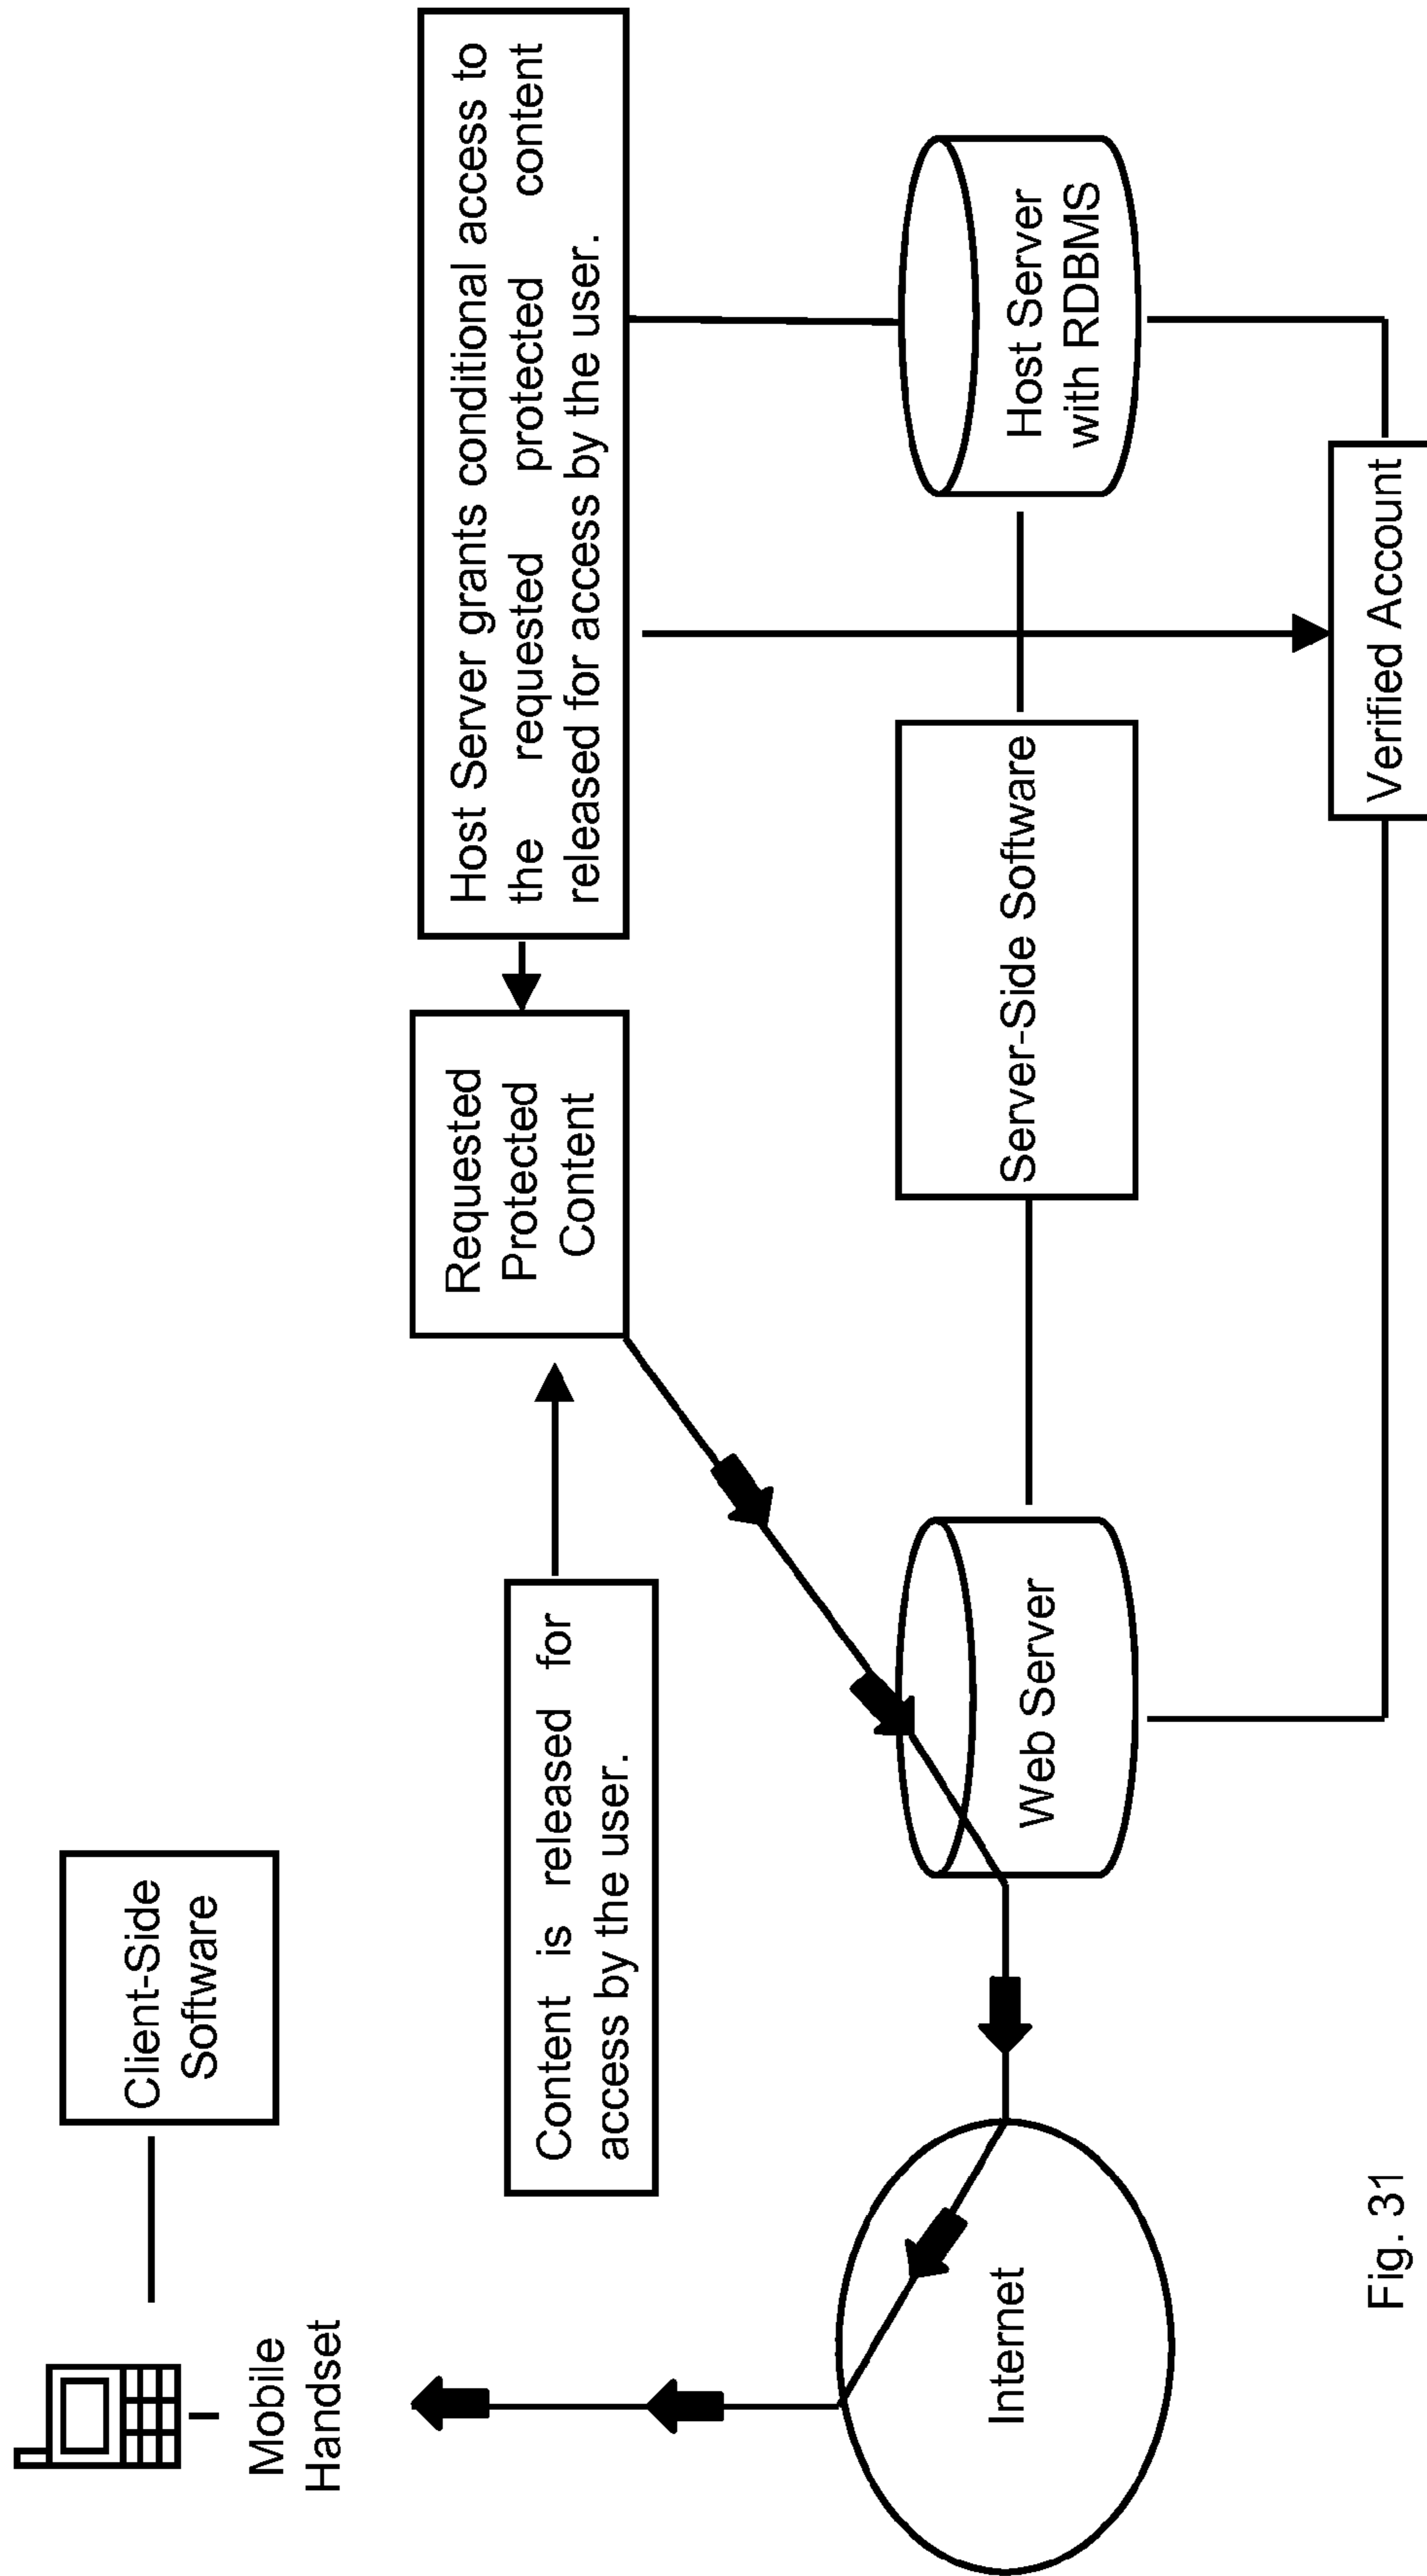 Mobile
Handset
Client-Side
Software
Content is released for
access by the user.
Requested
Protected
Content
Host Server grants conditional access to
the requested protected content
released for access by the user.
Internet
Web Server
Server-Side Software
Host Server
with RDBMS
Verified Account
Fig. 31